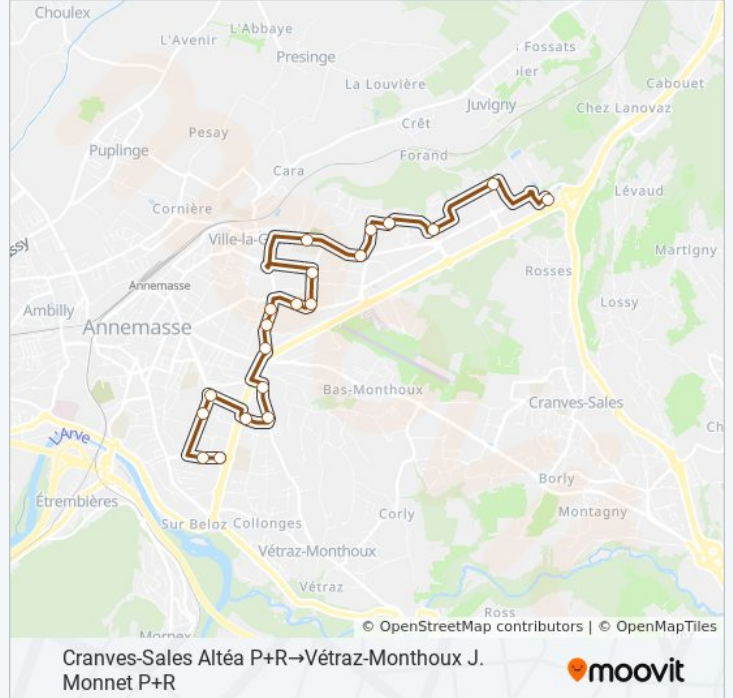 Choulex
L'Abbaye
L'Avenir
Presinge
Fossats
La Louvière
Cabouet
Juvigny
Chez Lanovaz
Crêt
Pesay
Puplinge
Forand
Cara
Lévaud
Cornière
Martigny
Rosses
Annemasse
Lossy
Ambilly
Annemasse
Bas-Monthoux
Cranves-Sales
L'Arve
Borly
Étrembières
Montagny
Corly
Sur Beloz
Collonges
Vétraz-Monthoux
Vétraz
Ross
© OpenStreetMap contributors | © OpenMapTiles
Cranves-Sales Altéa P+R→Vétraz-Monthoux J.
Monnet P+R
moovit